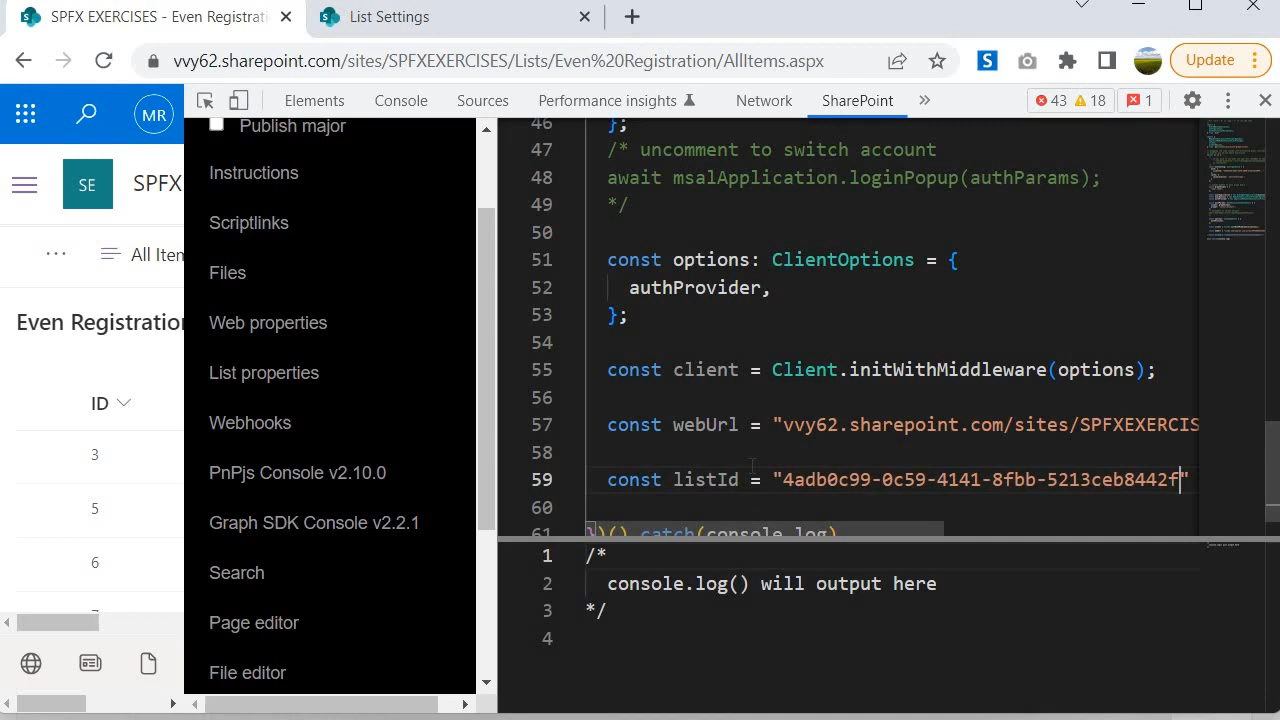 SPFX EXERCISES - Even Registrati
List Settings
vvy62.sharepoint.com/sites/SPFXEXERCISES/Lists/Even%20Registration/AllItems.aspx
S
Update
Elements
Console
Sources
Performance insights
Network
SharePoint
»
43
18
1
MR
SE
SPFX
All Iten
Even Registration
ID
3
5
6
Publish major
Instructions
Scriptlinks
Files
Web properties
List properties
Webhooks
PnPjs Console v2.10.0
Graph SDK Console v2.2.1
Search
Page editor
File editor
46 };
47 /* uncomment to switch account
await msalApplication.loginPopup(authParams);
49 */
50
51 const options: ClientOptions = {
52 authProvider,
53 };
54
55 const client = Client.initWithMiddleware(options);
56
57 const webUrl = "vvy62.sharepoint.com/sites/SPFXEXERCIS
58
59 const listId = "4adb0c99-0c59-4141-8fbb-5213ceb8442f"
60
61 })().catch(console.log)
1 /*
2 console.log() will output here
3 */
4